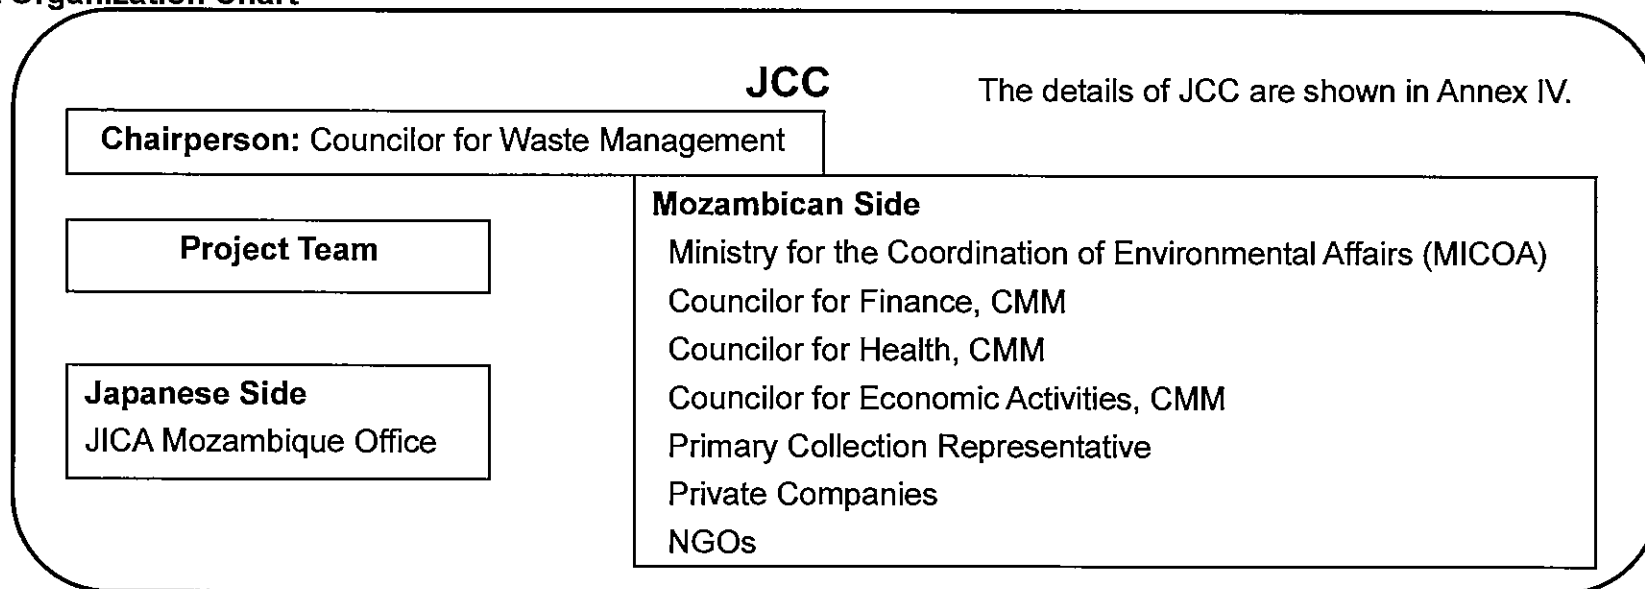 Organization Chart
JCC
The details of JCC are shown in Annex IV.
Chairperson: Councilor for Waste Management
Project Team
Japanese Side
JICA Mozambique Office
Mozambican Side
Ministry for the Coordination of Environmental Affairs (MICOA)
Councilor for Finance, CMM
Councilor for Health, CMM
Councilor for Economic Activities, CMM
Primary Collection Representative
Private Companies
NGOs